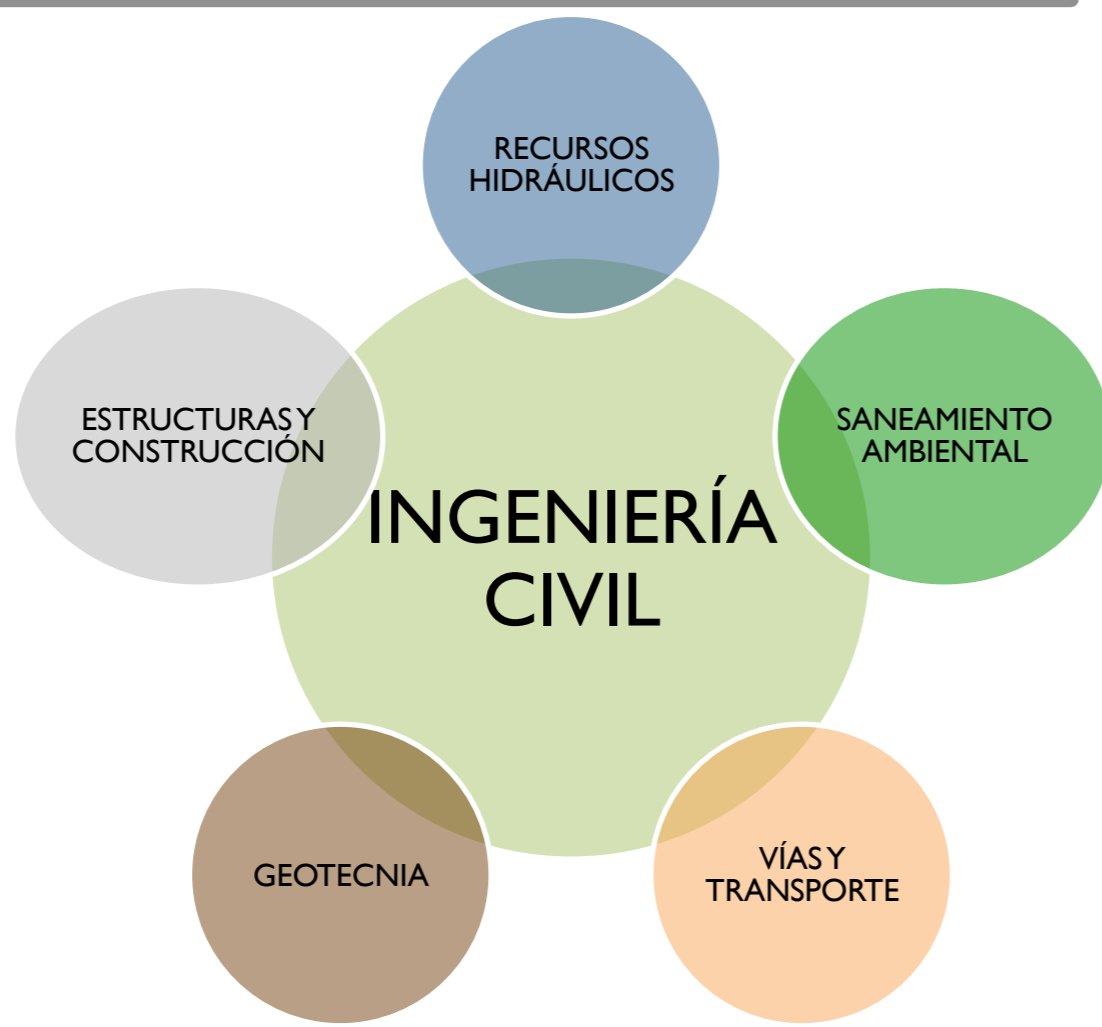 RECURSOS
HIDRÁULICOS
ESTRUCTURAS Y
CONSTRUCCIÓN
SANEAMIENTO
AMBIENTAL
INGENIERÍA
CIVIL
GEOTECNIA
VÍAS Y
TRANSPORTE